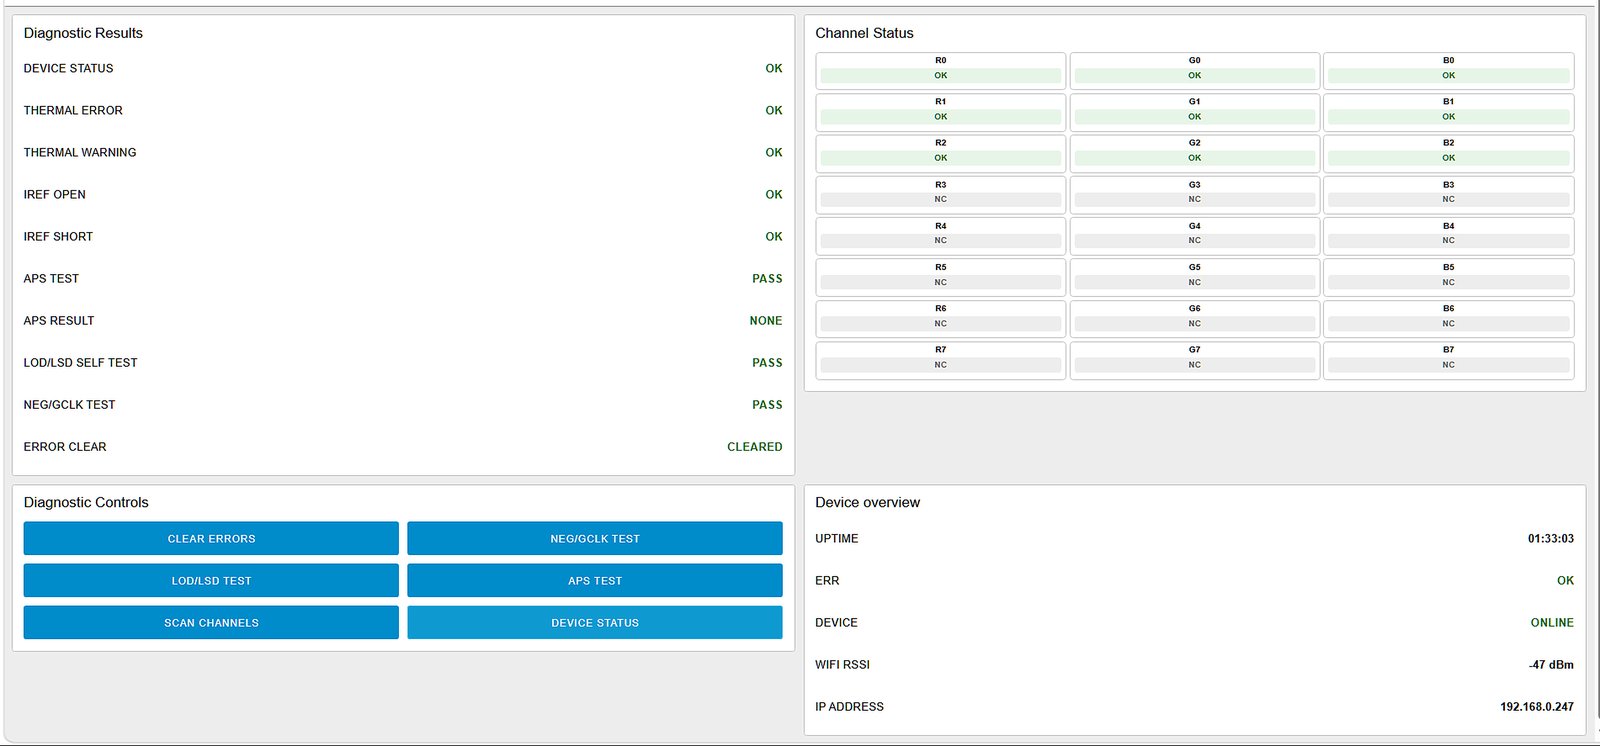 Diagnostic Results
DEVICE STATUS OK
THERMAL ERROR OK
THERMAL WARNING OK
IREF OPEN OK
IREF SHORT OK
APS TEST PASS
APS RESULT NONE
LOD/LSD SELF TEST PASS
NEG/GCLK TEST PASS
ERROR CLEAR CLEARED
Channel Status
R0 G0 B0
OK OK OK
R1 G1 B1
OK OK OK
R2 G2 B2
OK OK OK
R3 G3 B3
NC NC NC
R4 G4 B4
NC NC NC
R5 G5 B5
NC NC NC
R6 G6 B6
NC NC NC
R7 G7 B7
NC NC NC
Diagnostic Controls
CLEAR ERRORS NEG/GCLK TEST
LOD/LSD TEST APS TEST
SCAN CHANNELS DEVICE STATUS
Device overview
UPTIME 01:33:03
ERR OK
DEVICE ONLINE
WIFI RSSI -47 dBm
IP ADDRESS 192.168.0.247